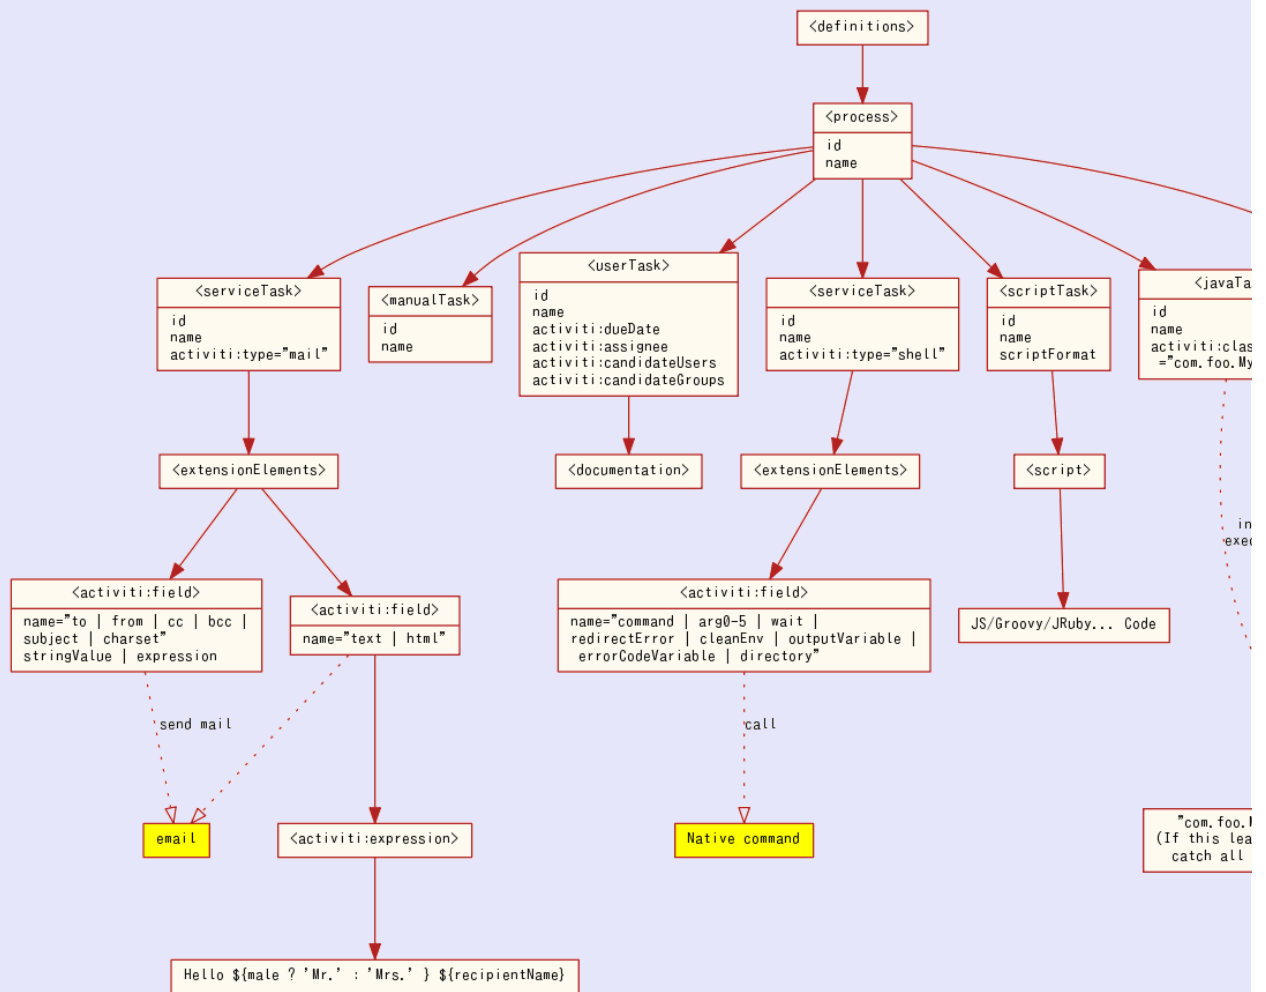 <definitions>
<process>
id
name
<serviceTask>
id
name
activiti:type="mail"
<manualTask>
id
name
<userTask>
id
name
activiti:dueDate
activiti:assignee
activiti:candidateUsers
activiti:candidateGroups
<serviceTask>
id
name
activiti:type="shell"
<scriptTask>
id
name
scriptFormat
id
name
<extensionElements>
<documentation>
<extensionElements>
<script>
<activiti:field>
name="to | from | cc | bcc |
subject | charset"
stringValue | expression
<activiti:field>
name="text | html"
<activiti:field>
name="command | arg0-5 | wait |
redirectError | cleanEnv | outputVariable |
errorCodeVariable | directory"
JS/Groovy/JRuby... Code
send mail
call
email
<activiti:expression>
Native command
(If this
catch all
Hello ${male ? 'Mr.' : 'Mrs.' } ${recipientName}